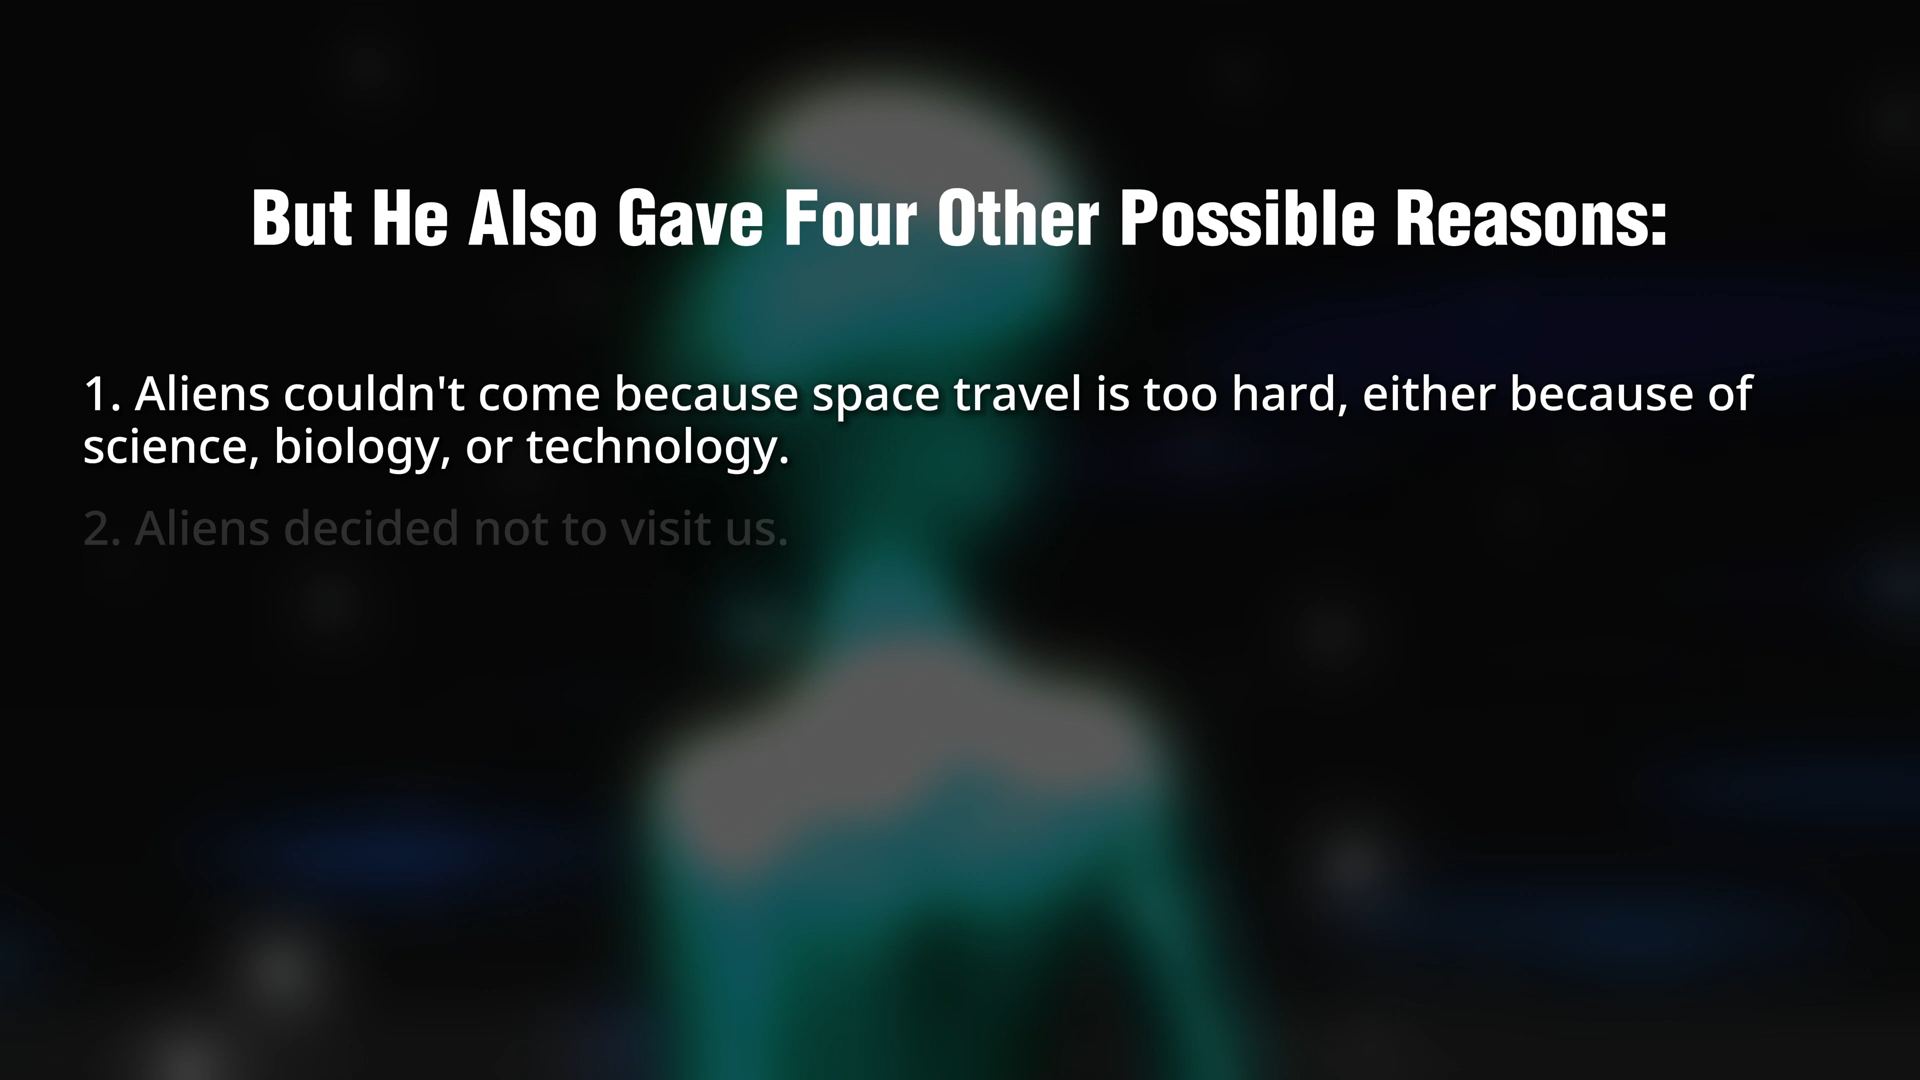 But He Also Gave Four Other Possible Reasons:
1. Aliens couldn't come because space travel is too hard, either because of
science, biology, or technology.
2. Aliens decided not to visit us.